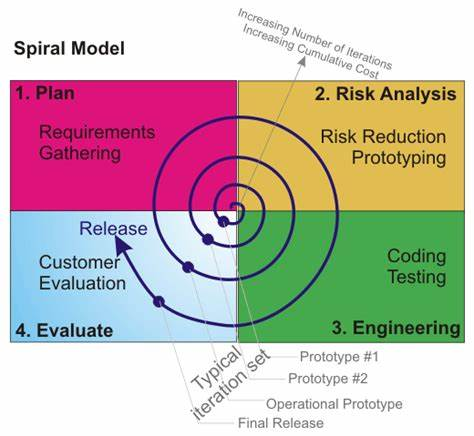 Increasing Number of Iterations
Increasing Cumulative Cost
Spiral Model
1. Plan
2. Risk Analysis
Requirements
Gathering
Risk Reduction
Prototyping
Release
Customer
Evaluation
Coding
Testing
4. Evaluate
3. Engineering
Typical
iteration set
Prototype #1
Prototype #2
Operational Prototype
Final Release